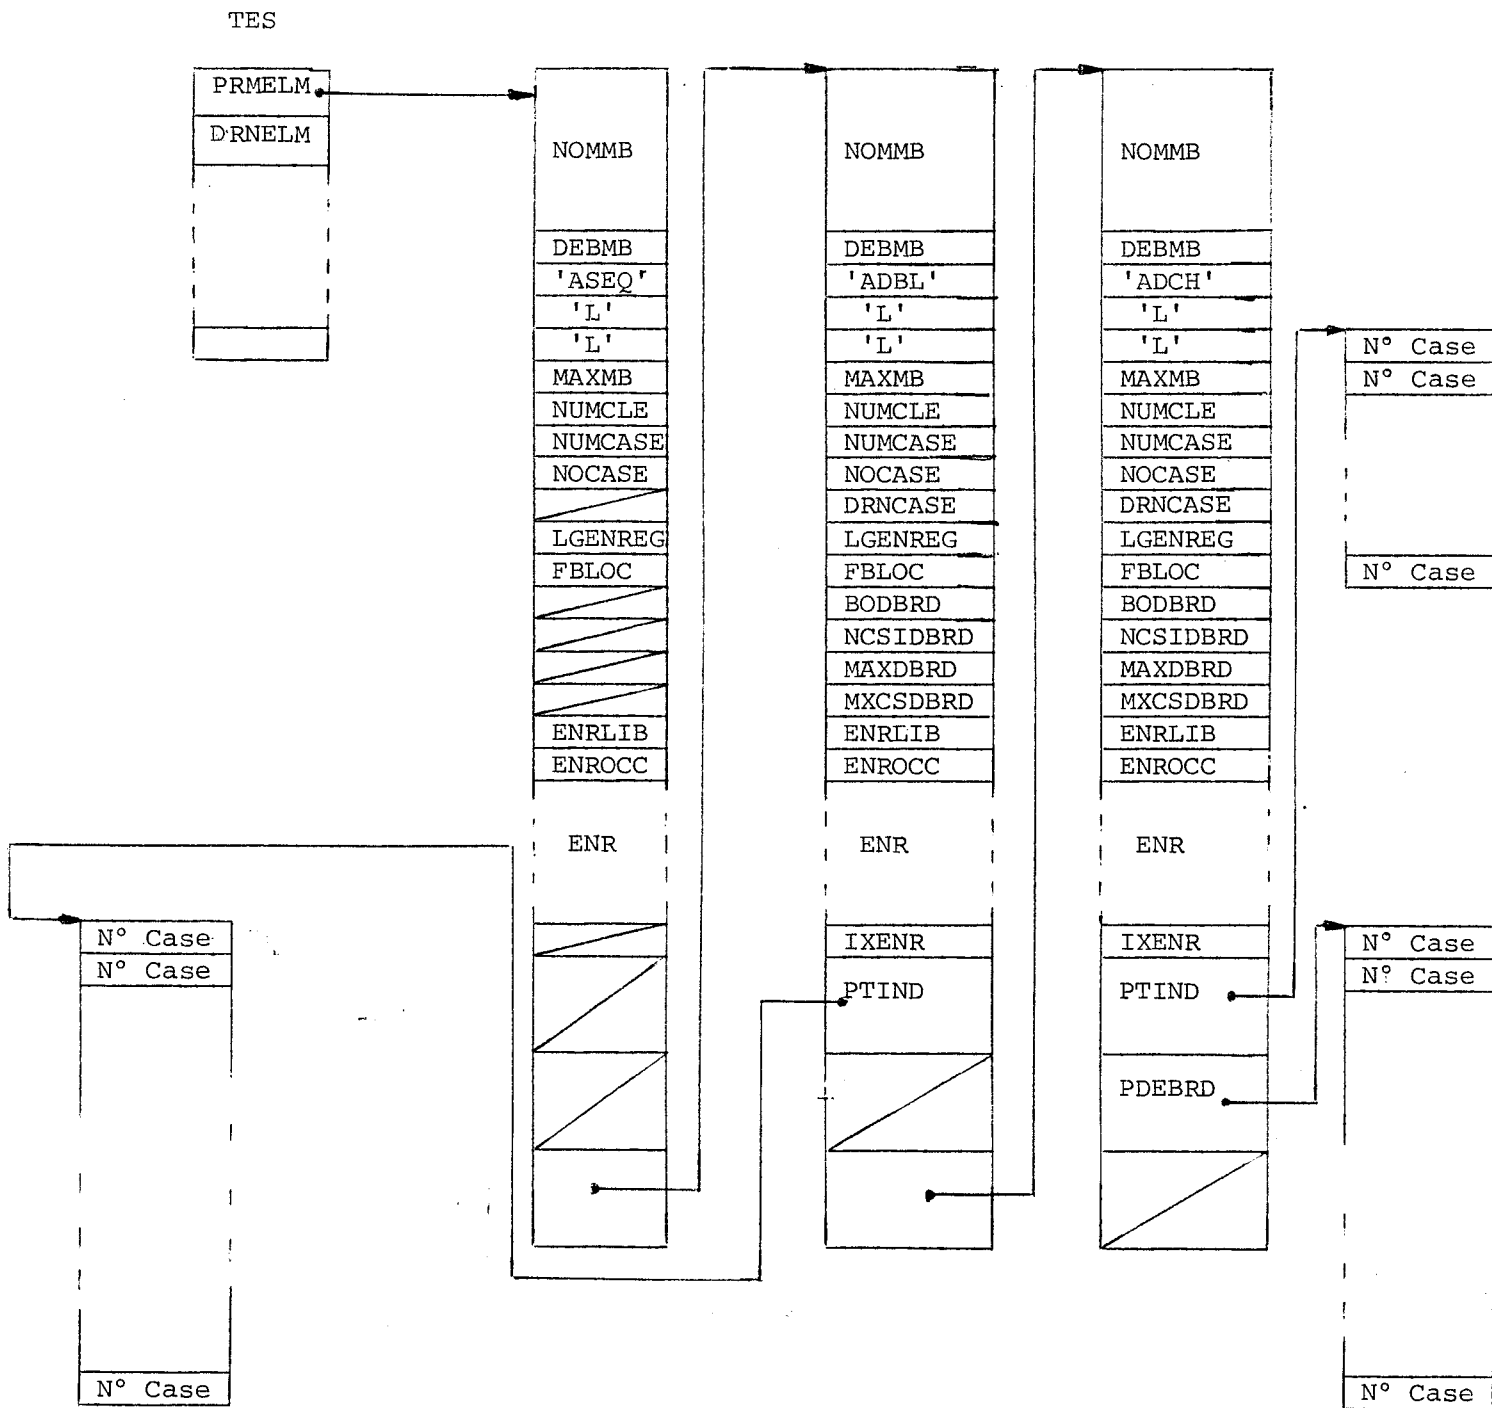 TES
PRMELM
DRNELM
NOMMB
DEBMB
'ASEQ'
'L'
'L'
MAXMB
NUMCLE
NUMCASE
NOCASE
LGENREG
FBLOC
ENRLIB
ENROCC
ENR
NOMMB
DEBMB
'ADBL'
'L'
'L'
MAXMB
NUMCLE
NUMCASE
NOCASE
DRNCASE
LGENREG
FBLOC
BODBRD
NCSIDBRD
MAXDBRD
MXCSDBRD
ENRLIB
ENROCC
ENR
IXENR
PTIND
NOMMB
DEBMB
'ADCH'
'L'
'L'
MAXMB
NUMCLE
NUMCASE
NOCASE
DRNCASE
LGENREG
FBLOC
BODBRD
NCSIDBRD
MAXDBRD
MXCSDBRD
ENRLIB
ENROCC
ENR
IXENR
PTIND
PDEBRD
N° Case
N° Case
N° Case
N° Case
N° Case
N° Case
N° Case
N° Case
N° Case